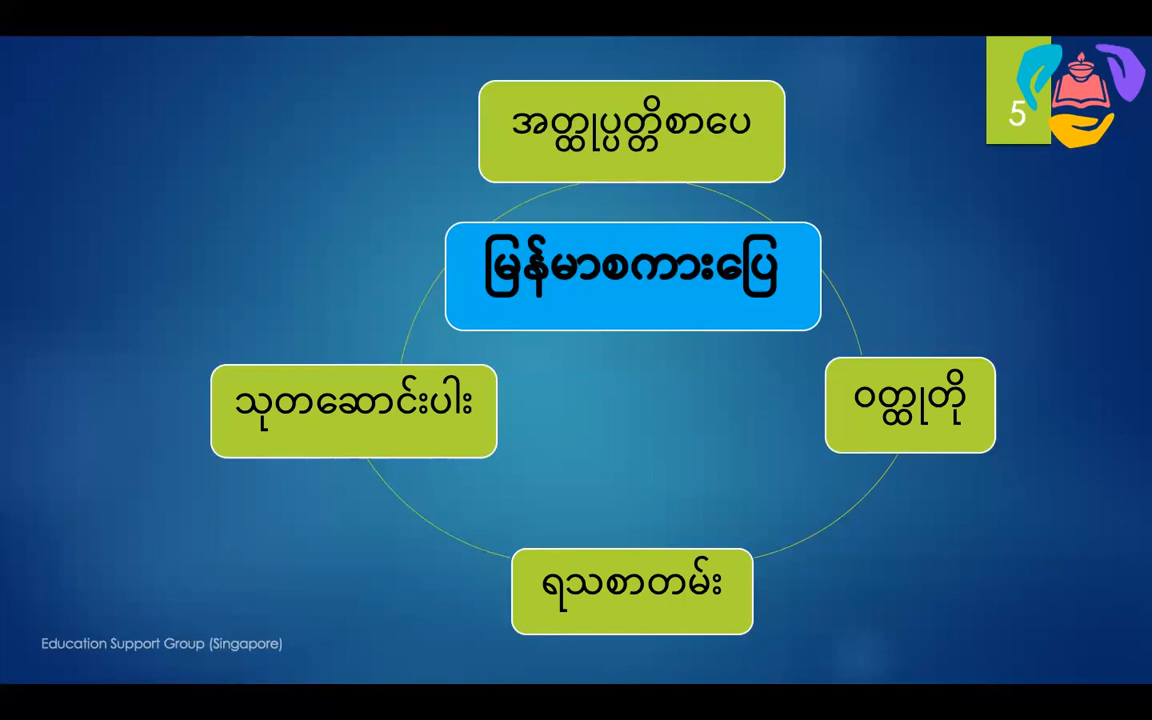 5
အတ္ထုပ္ပတ္တိစာပေ
မြန်မာစကားပြေ
ဝတ္ထုတို
သုတဆောင်းပါး
ရသစာတမ်း
Education Support Group (Singapore)